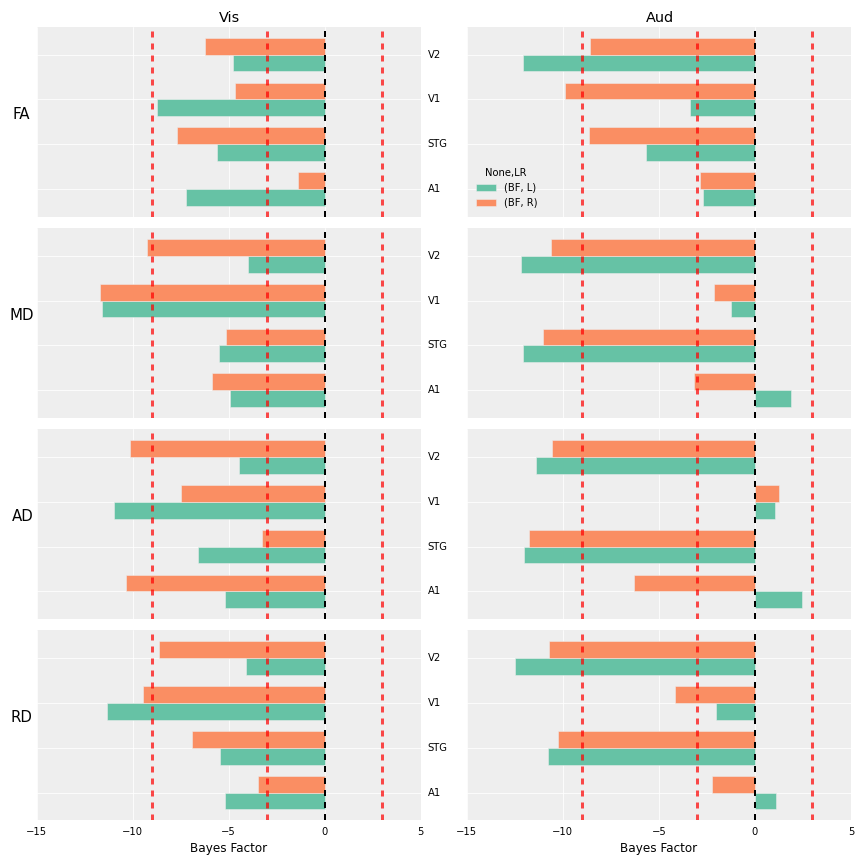 Vis Aud
V2
V1
FA
STG
None,LR
(BF, L)
A1
(BF, R)
V2
V1
MD
STG
A1
V2
V1
AD
STG
A1
V2
V1
RD
STG
A1
−15 −10 −5 0 5 −15 −10 −5 0 5
Bayes Factor Bayes Factor